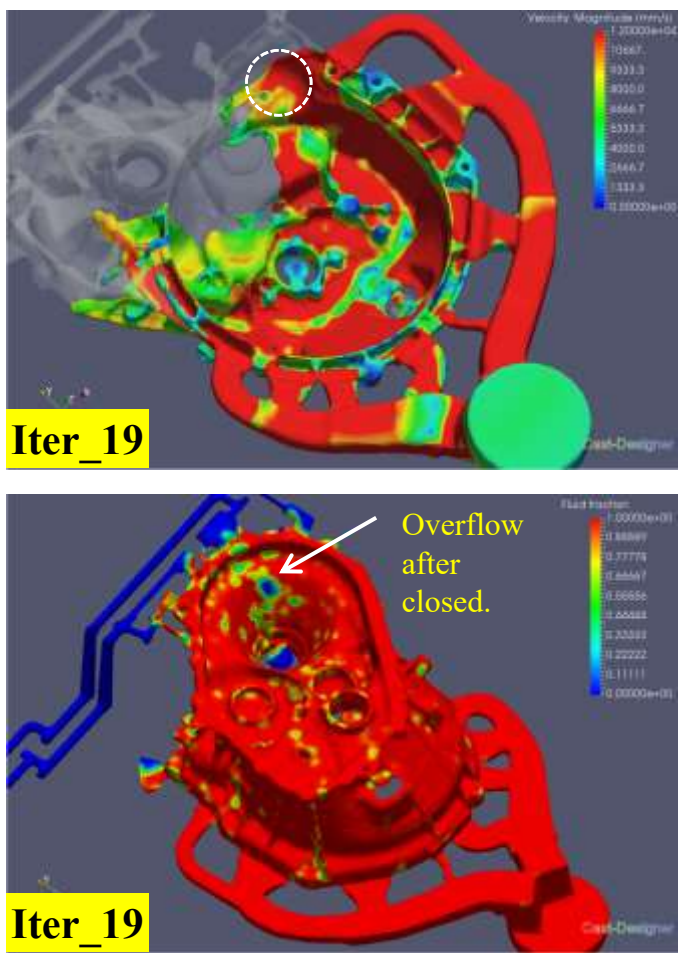 Velocity Magnitude (mm/s)
1.20000e+04
10667.
9333.3
8000.0
6666.7
5333.3
4000.0
2666.7
1333.3
0.00000e+00
Iter_19
Cast-Designer
Fluid fraction
1.00000e+00
0.88889
0.77778
0.66667
0.55556
0.44444
0.33333
0.22222
0.11111
0.00000e+00
Overflow
after
closed.
Iter_19
Cast-Designer